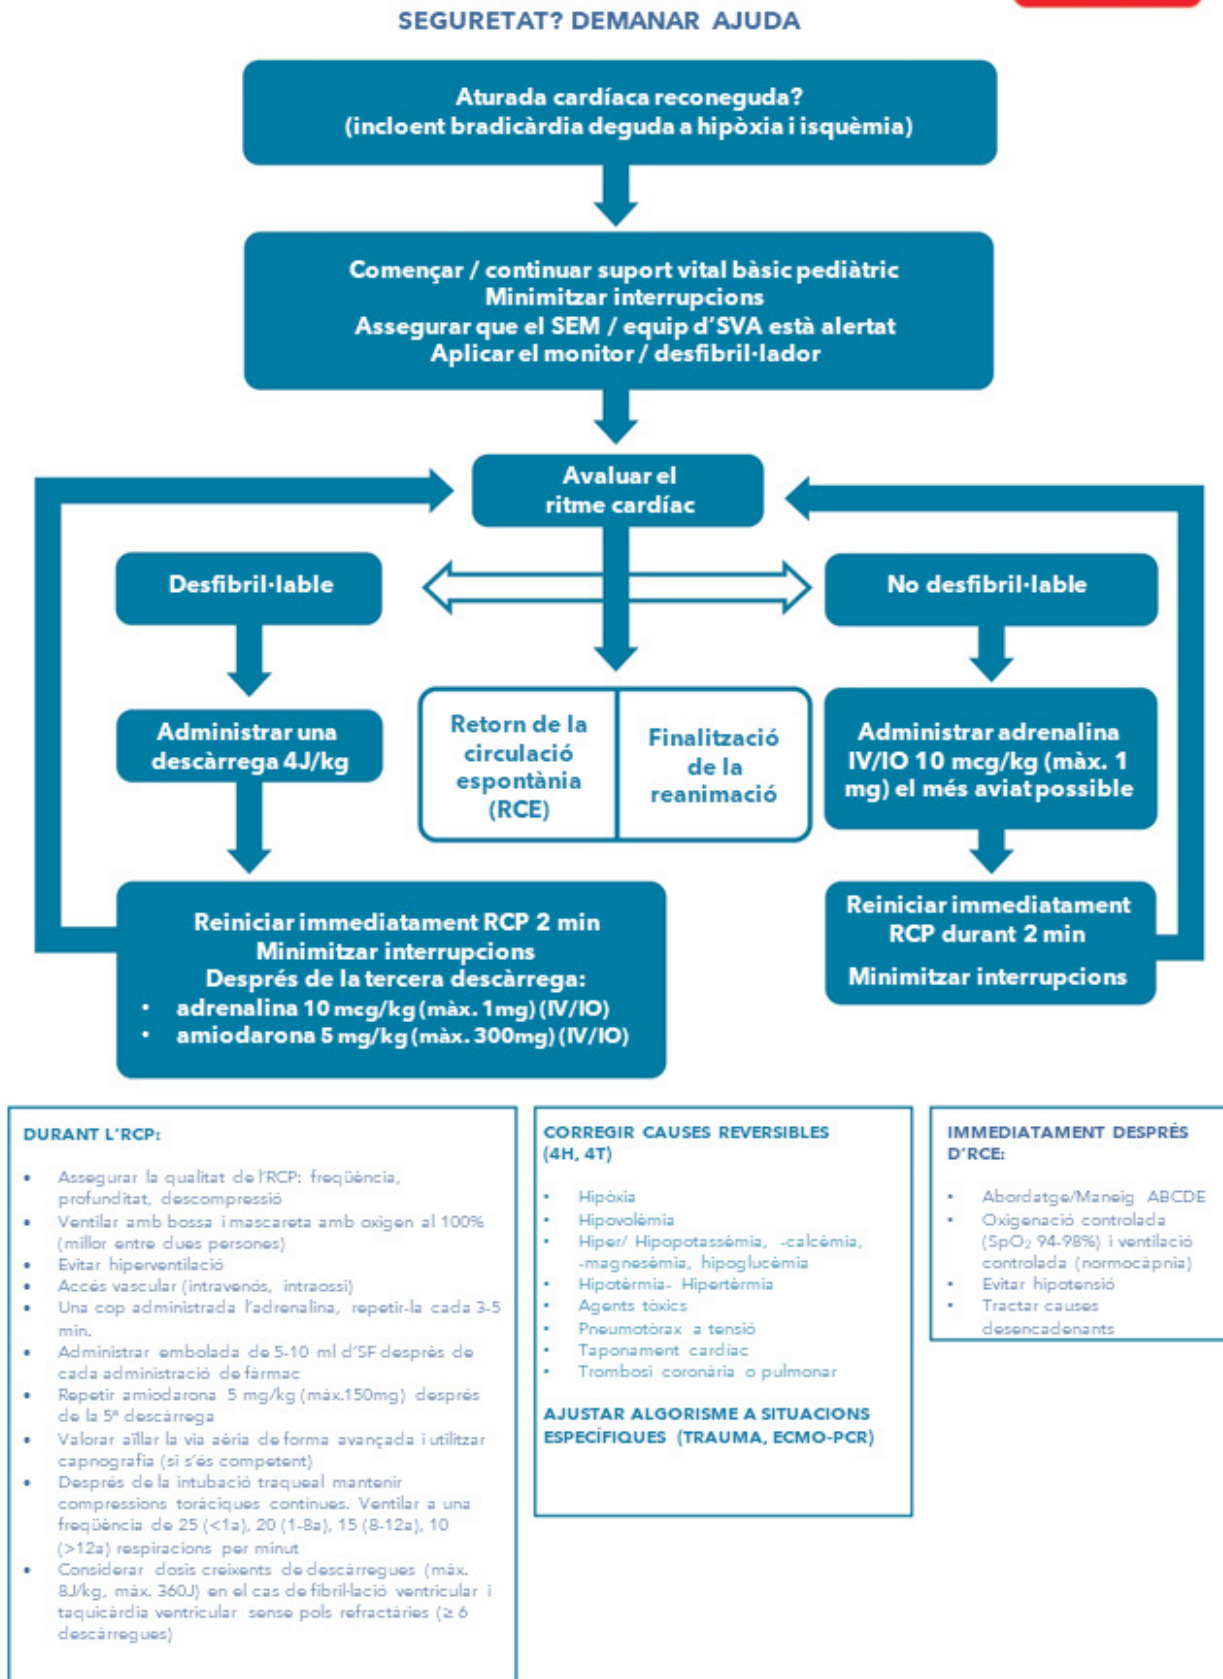 SEGURETAT? DEMANAR AJUDA
Aturada cardíaca reconeguda?
(incloent bradicàrdia deguda a hipòxia i isquèmia)
Començar / continuar suport vital bàsic pediàtric
Minimitzar interrupcions
Assegurar que el SEM / equip d'SVA està alertat
Aplicar el monitor / desfibril·lador
Avaluar el
ritme cardíac
Desfibril·lable
No desfibril·lable
Administrar una
descàrrega 4J/kg
Retorn de la
circulació
espontània
(RCE)
Finalització
de la
reanimació
Administrar adrenalina
IV/IO 10 mcg/kg (màx. 1
mg) el més aviat possible
Reiniciar immediatament RCP 2 min
Minimitzar interrupcions
Després de la tercera descàrrega:
• adrenalina 10 mcg/kg (màx. 1mg) (IV/IO)
• amiodarona 5 mg/kg (màx. 300mg) (IV/IO)
Reiniciar immediatament
RCP durant 2 min
Minimitzar interrupcions
DURANT L'RCP:
• Assegurar la qualitat de l'RCP: freqüència,
profunditat, descompressió
• Ventilar amb bossa i mascareta amb oxigen al 100%
(millor entre dues persones)
• Evitar hiperventilació
• Accés vascular (intravenós, intraossi)
• Una cop administrada l'adrenalina, repetir-la cada 3-5
min.
• Administrar embolada de 5-10 ml d'SF després de
cada administració de fàrmac
• Repetir amiodarona 5 mg/kg (màx.150mg) després
de la 5ª descàrrega
• Valorar aïllar la via aèria de forma avançada i utilitzar
capnografia (si s'és competent)
• Després de la intubació traqueal mantenir
compressions toràciques contínues. Ventilar a una
freqüència de 25 (<1a), 20 (1-8a), 15 (8-12a), 10
(>12a) respiracions per minut
• Considerar dosis creixents de descàrregues (màx.
8J/kg, màx. 360J) en el cas de fibril·lació ventricular i
taquicàrdia ventricular sense pols refractàries (≥ 6
descàrregues)
CORREGIR CAUSES REVERSIBLES
(4H, 4T)
• Hipòxia
• Hipovolèmia
• Hiper/ Hipopotassèmia, -calcèmia,
-magnesèmia, hipoglucèmia
• Hipotèrmia- Hipertèrmia
• Agents tòxics
• Pneumotòrax a tensió
• Taponament cardíac
• Trombosi coronària o pulmonar
AJUSTAR ALGORISME A SITUACIONS
ESPECÍFIQUES (TRAUMA, ECMO-PCR)
IMMEDIATAMENT DESPRÉS
D'RCE:
• Abordatge/Maneig ABCDE
• Oxigenació controlada
(SpO₂ 94-98%) i ventilació
controlada (normocàpnia)
• Evitar hipotensió
• Tractar causes
desencadenants